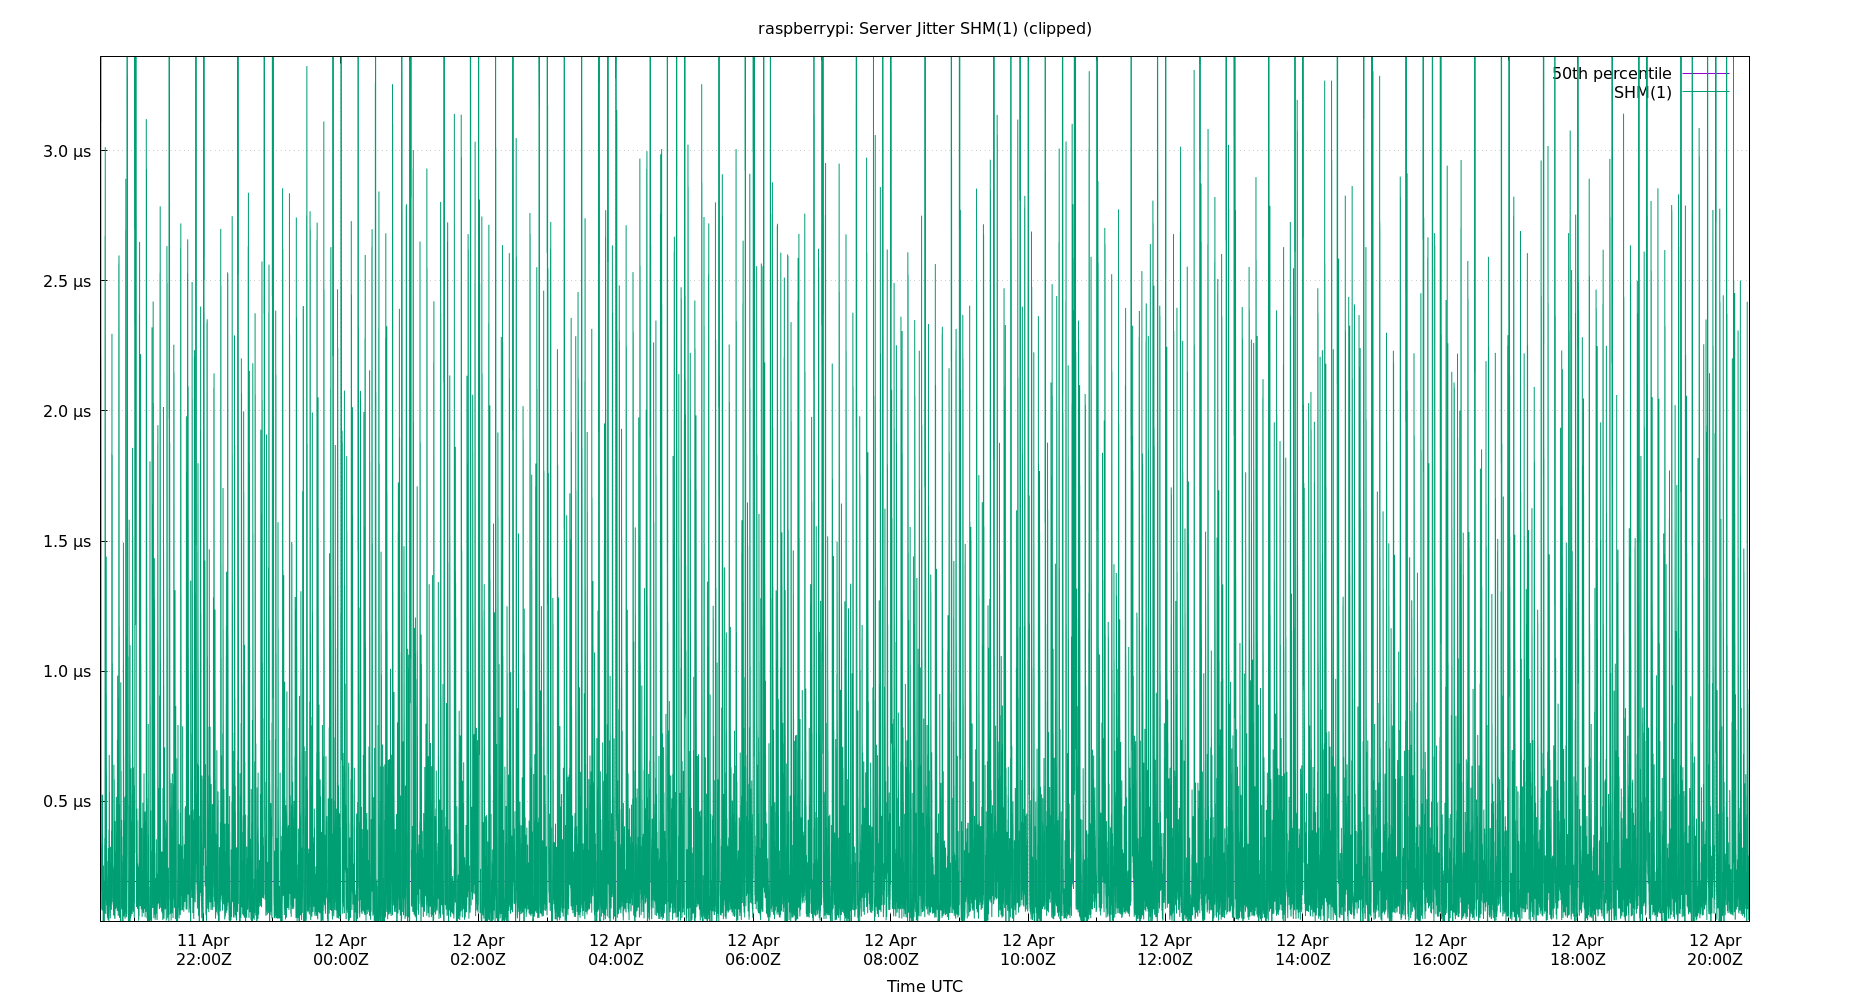 raspberrypi: Server Jitter SHM(1) (clipped)
50th percentile
SHM(1)
3.0 µs
2.5 µs
2.0 µs
1.5 µs
1.0 µs
0.5 µs
11 Apr 12 Apr 12 Apr 12 Apr 12 Apr 12 Apr 12 Apr 12 Apr 12 Apr 12 Apr 12 Apr 12 Apr
22:00Z 00:00Z 02:00Z 04:00Z 06:00Z 08:00Z 10:00Z 12:00Z 14:00Z 16:00Z 18:00Z 20:00Z
Time UTC